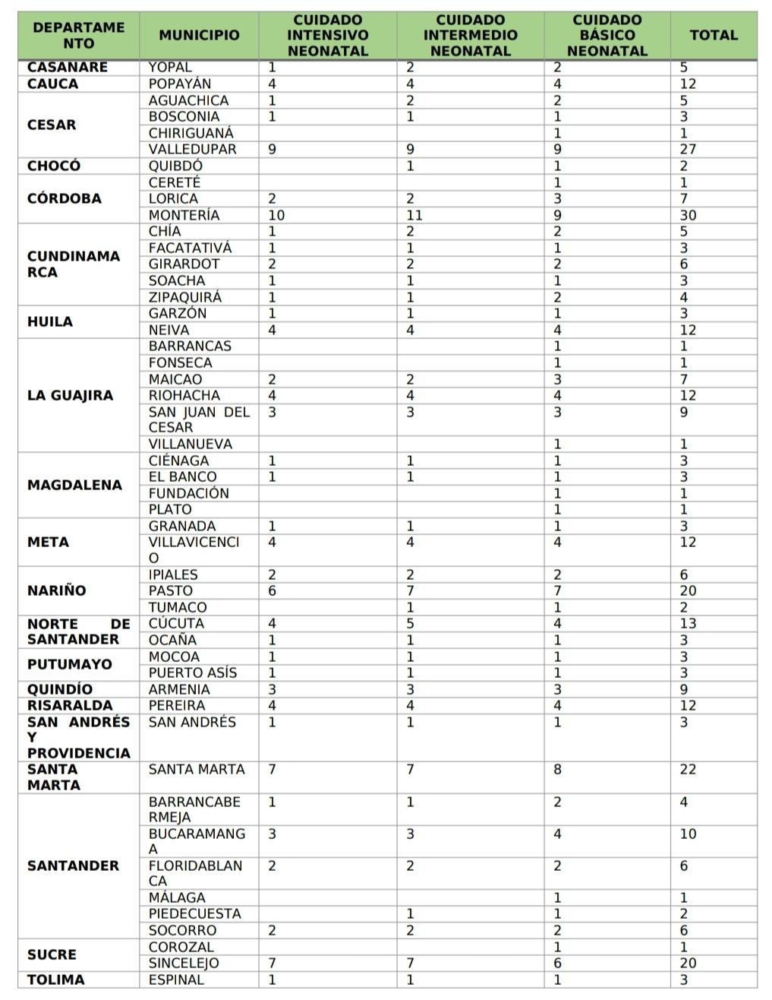 DEPARTAME
NTO MUNICIPIO CUIDADO
INTENSIVO
NEONATAL CUIDADO
INTERMEDIO
NEONATAL CUIDADO
BÁSICO
NEONATAL TOTAL
CASANARE YOPAL 1 2 2 5
CAUCA POPAYÁN 4 4 4 12
CESAR AGUACHICA 1 2 2 5
BOSCONIA 1 1 1 3
CHIRIGUANÁ 1 1
VALLEDUPAR 9 9 9 27
CHOCÓ QUIBDÓ 1 1 2
CÓRDOBA CERETÉ 1 1
LORICA 2 2 3 7
MONTERÍA 10 11 9 30
CUNDINAMA
RCA CHÍA 1 2 2 5
FACATATIVÁ 1 1 1 3
GIRARDOT 2 2 2 6
SOACHA 1 1 1 3
ZIPAQUIRÁ 1 1 2 4
HUILA GARZÓN 1 1 1 3
NEIVA 4 4 4 12
LA GUAJIRA BARRANCAS 1 1
FONSECA 1 1
MAICAO 2 2 3 7
RIOHACHA 4 4 4 12
SAN JUAN DEL
CESAR 3 3 3 9
VILLANUEVA 1 1
MAGDALENA CIÉNAGA 1 1 1 3
EL BANCO 1 1 1 3
FUNDACIÓN 1 1
PLATO 1 1
META GRANADA 1 1 1 3
VILLAVICENCI
O 4 4 4 12
NARIÑO IPIALES 2 2 2 6
PASTO 6 7 7 20
TUMACO 1 1 2
NORTE DE
SANTANDER CÚCUTA 4 5 4 13
OCAÑA 1 1 1 3
PUTUMAYO MOCOA 1 1 1 3
PUERTO ASÍS 1 1 1 3
QUINDÍO ARMENIA 3 3 3 9
RISARALDA PEREIRA 4 4 4 12
SAN ANDRÉS
Y
PROVIDENCIA SAN ANDRÉS 1 1 1 3
SANTA
MARTA SANTA MARTA 7 7 8 22
SANTANDER BARRANCABE
RMEJA 1 1 2 4
BUCARAMANG
A 3 3 4 10
FLORIDABLAN
CA 2 2 2 6
MÁLAGA 1 1
PIEDECUESTA 1 1 2
SOCORRO 2 2 2 6
SUCRE COROZAL 1 1
SINCELEJO 7 7 6 20
TOLIMA ESPINAL 1 1 1 3